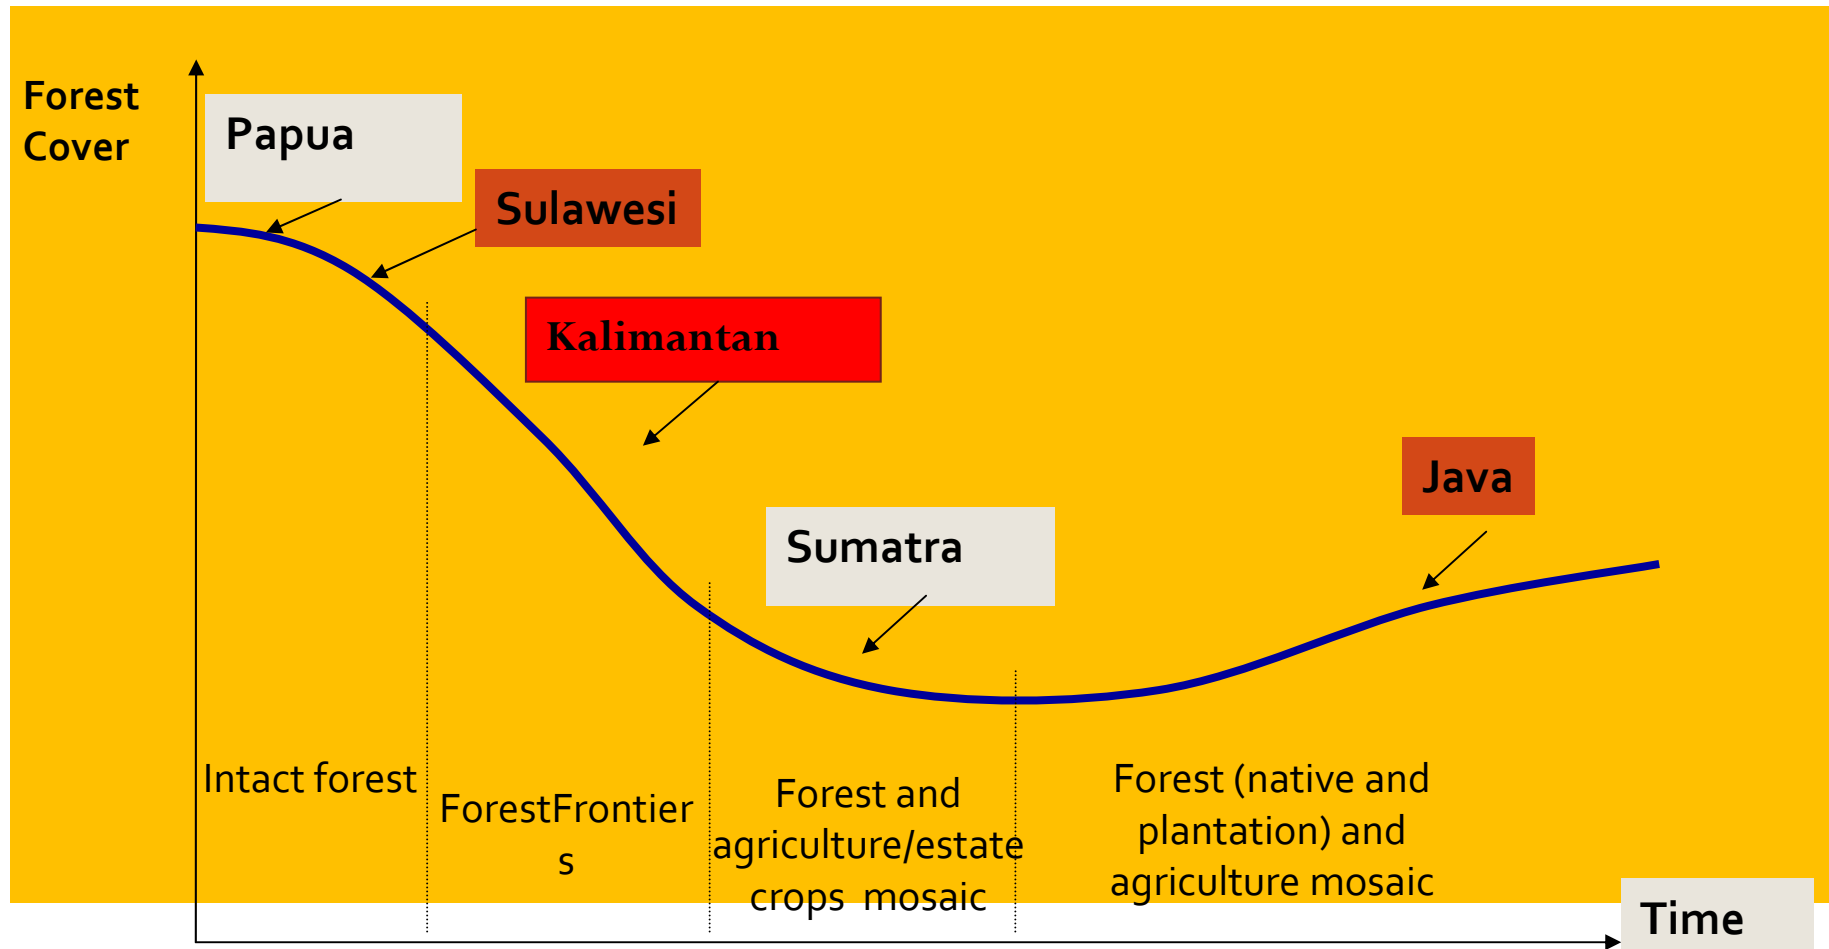 Forest
Cover
Papua
Sulawesi
Kalimantan
Java
Sumatra
Intact forest
ForestFrontier
s
Forest and
agriculture/estate
crops mosaic
Forest (native and
plantation) and
agriculture mosaic
Time